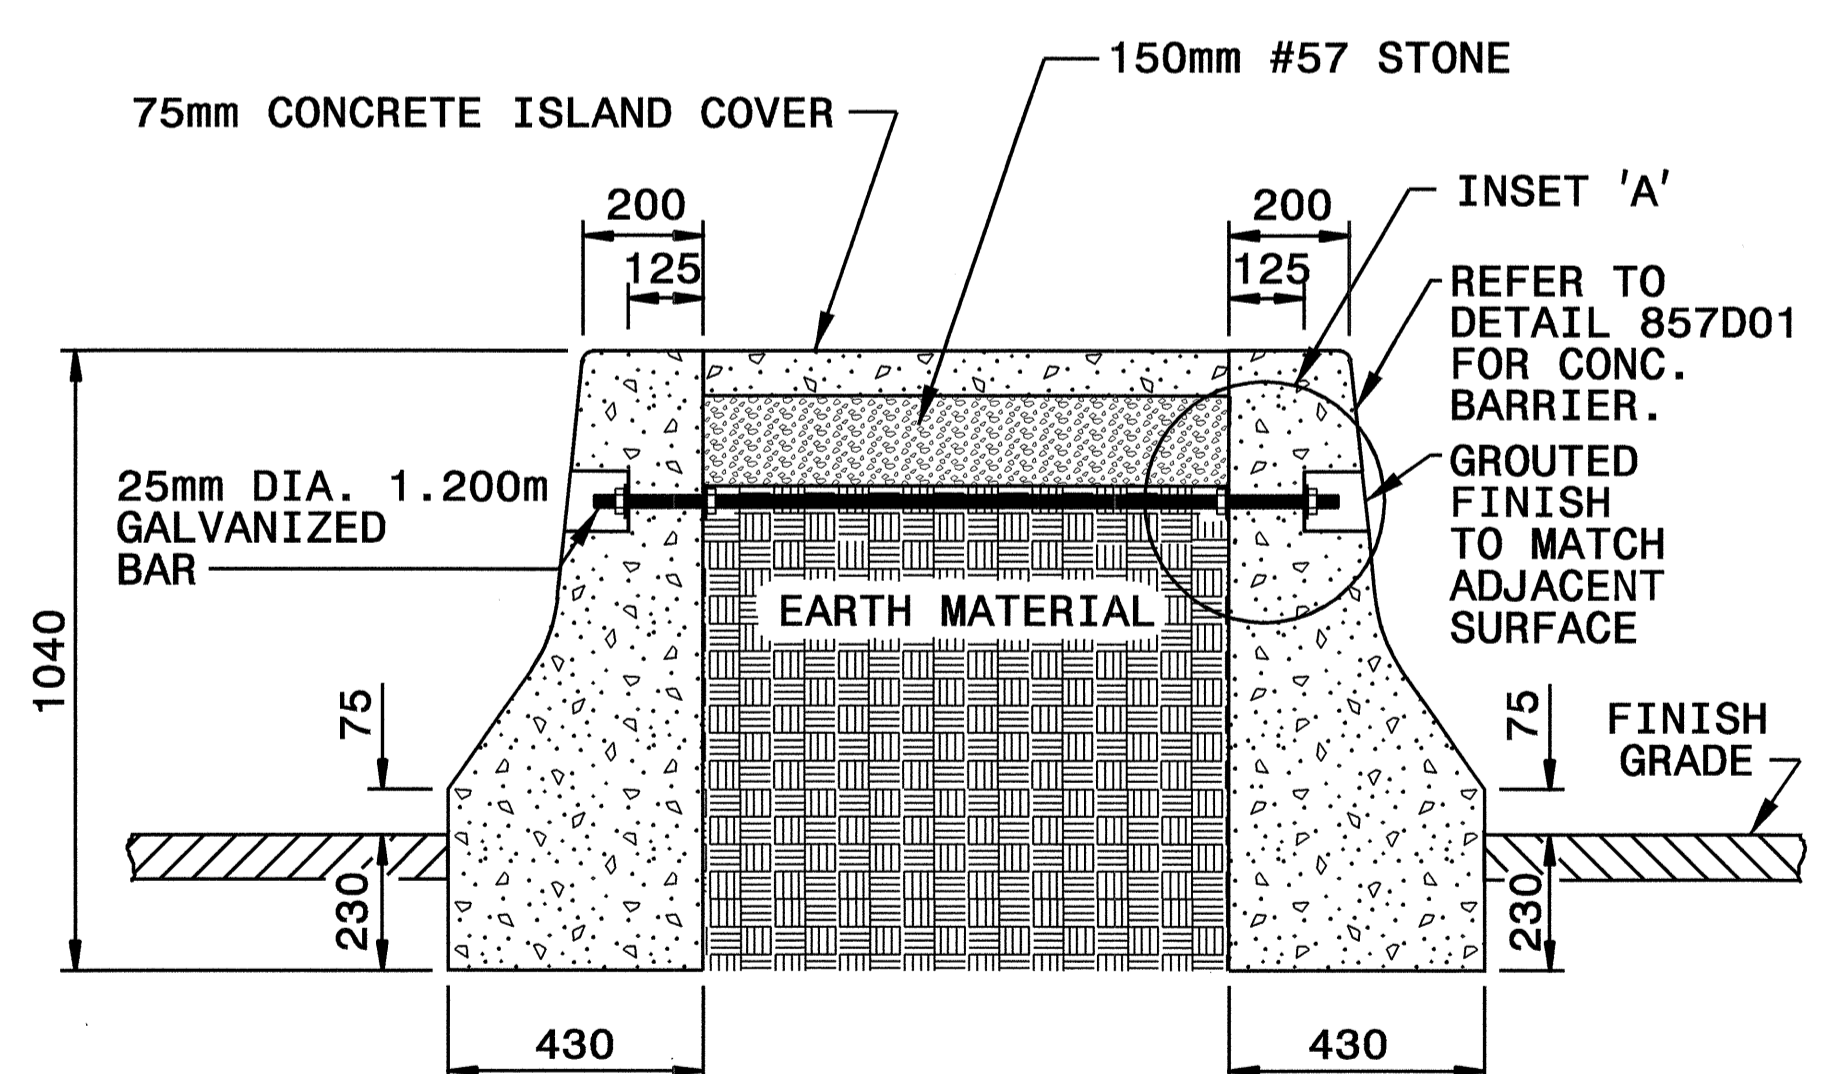 150mm #57 STONE
75mm CONCRETE ISLAND COVER
INSET 'A'
200
200
125
125
REFER TO
DETAIL 857D01
FOR CONC.
BARRIER.
GROUTED
FINISH
TO MATCH
ADJACENT
SURFACE
25mm DIA. 1.200m
GALVANIZED
BAR
EARTH MATERIAL
1040
75
75
FINISH
GRADE
230
230
430
430